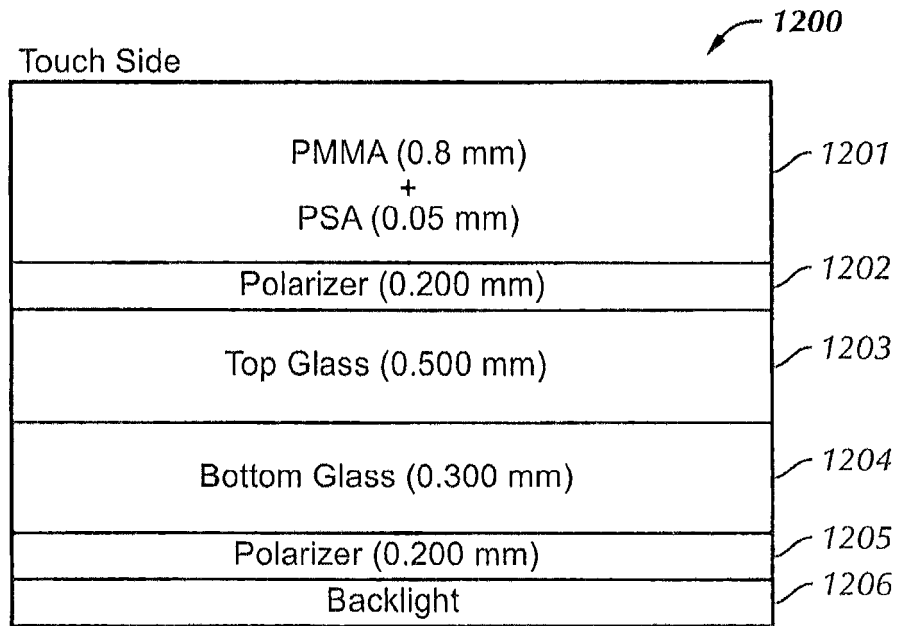 1200
Touch Side
PMMA (0.8 mm)
+
PSA (0.05 mm)
1201
Polarizer (0.200 mm)
1202
Top Glass (0.500 mm)
1203
Bottom Glass (0.300 mm)
1204
Polarizer (0.200 mm)
1205
Backlight
1206